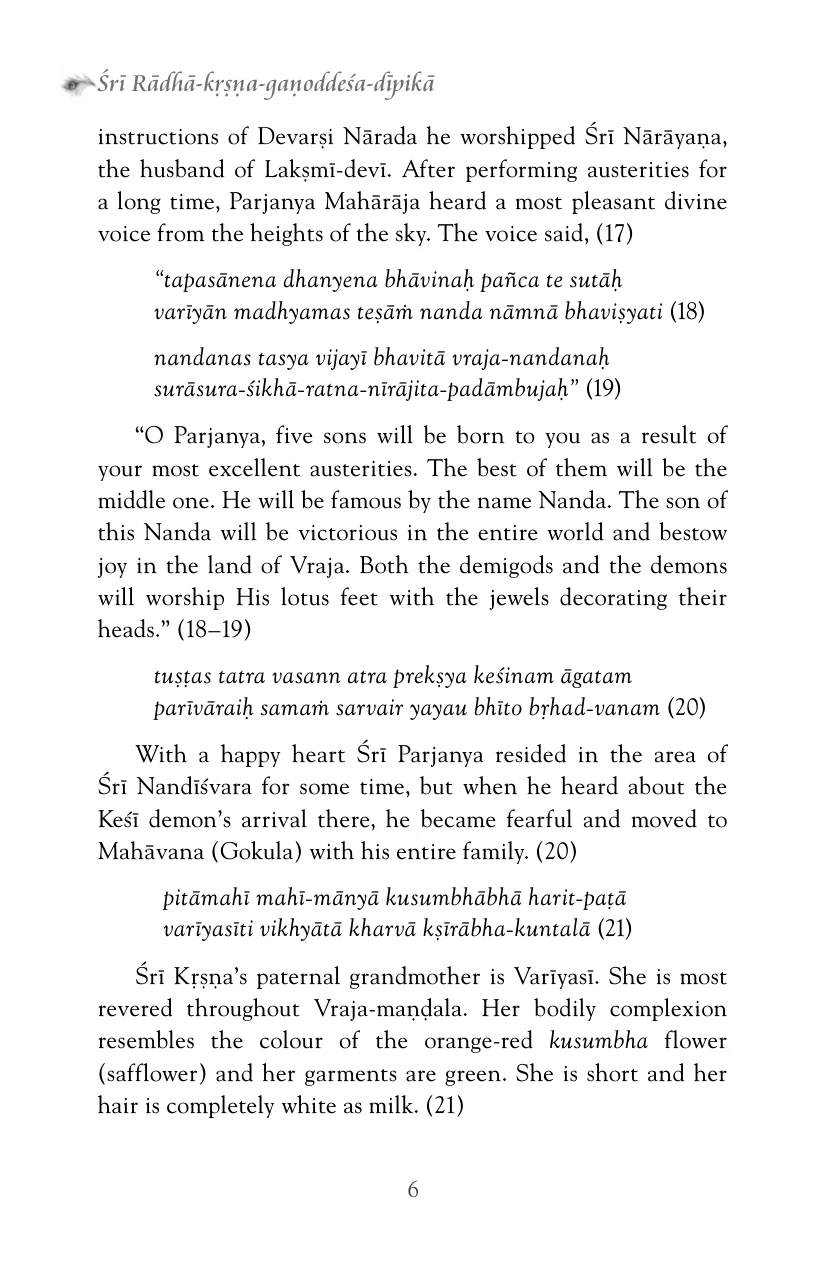 Śrī Rādhā-kṛṣṇa-gaṇoddeśa-dīpikā
instructions of Devarṣi Nārada he worshipped Śrī Nārāyaṇa,
the husband of Lakṣmī-devī. After performing austerities for
a long time, Parjanya Mahārāja heard a most pleasant divine
voice from the heights of the sky. The voice said, (17)
“tapasānena dhanyena bhāvinaḥ pañca te sutāḥ
varīyān madhyamas teṣāṁ nanda nāmnā bhaviṣyati (18)
nandanas tasya vijayī bhavitā vraja-nandanaḥ
surāsura-śikhā-ratna-nīrājita-padāmbujaḥ” (19)
“O Parjanya, five sons will be born to you as a result of
your most excellent austerities. The best of them will be the
middle one. He will be famous by the name Nanda. The son of
this Nanda will be victorious in the entire world and bestow
joy in the land of Vraja. Both the demigods and the demons
will worship His lotus feet with the jewels decorating their
heads.” (18–19)
tuṣṭas tatra vasann atra prekṣya keśinam āgatam
parīvāraiḥ samaṁ sarvair yayau bhīto bṛhad-vanam (20)
With a happy heart Śrī Parjanya resided in the area of
Śrī Nandīśvara for some time, but when he heard about the
Keśī demon’s arrival there, he became fearful and moved to
Mahāvana (Gokula) with his entire family. (20)
pitāmahī mahī-mānyā kusumbhābhā harit-paṭā
varīyasīti vikhyātā kharvā kṣīrābha-kuntalā (21)
Śrī Kṛṣṇa’s paternal grandmother is Varīyasī. She is most
revered throughout Vraja-maṇḍala. Her bodily complexion
resembles the colour of the orange-red kusumbha flower
(safflower) and her garments are green. She is short and her
hair is completely white as milk. (21)
6